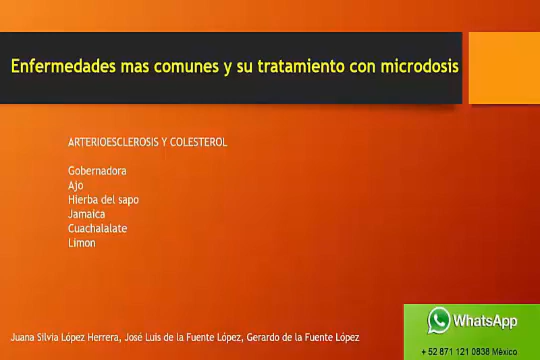 Enfermedades mas comunes y su tratamiento con microdosis
ARTERIOESCLEROSIS Y COLESTEROL
Gobernadora
Ajo
Hierba del sapo
Jamaica
Cuachalalate
Limon
WhatsApp
Juana Silvia López Herrera, José Luis de la Fuente López, Gerardo de la Fuente López
+ 52 871 121 0838 México